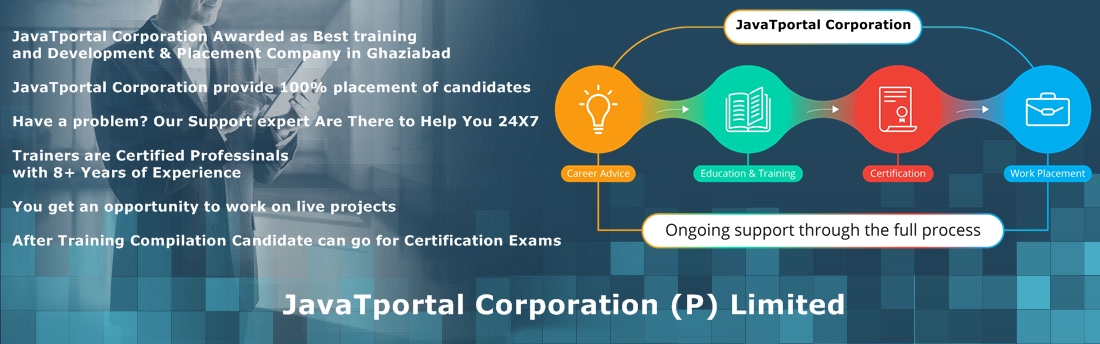 JavaTportal Corporation Awarded as Best training
and Development & Placement Company in Ghaziabad
JavaTportal Corporation provide 100% placement of candidates
Have a problem? Our Support expert Are There to Help You 24X7
Trainers are Certified Professinals
with 8+ Years of Experience
You get an opportunity to work on live projects
After Training Compilation Candidate can go for Certification Exams
JavaTportal Corporation
Career Advice
Education & Training
Certification
Work Placement
Ongoing support through the full process
JavaTportal Corporation (P) Limited